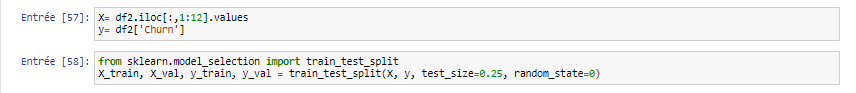 Entrée [57]:
X= df2.iloc[:,1:12].values
y= df2['Churn']
Entrée [58]:
from sklearn.model_selection import train_test_split
X_train, X_val, y_train, y_val = train_test_split(X, y, test_size=0.25, random_state=0)